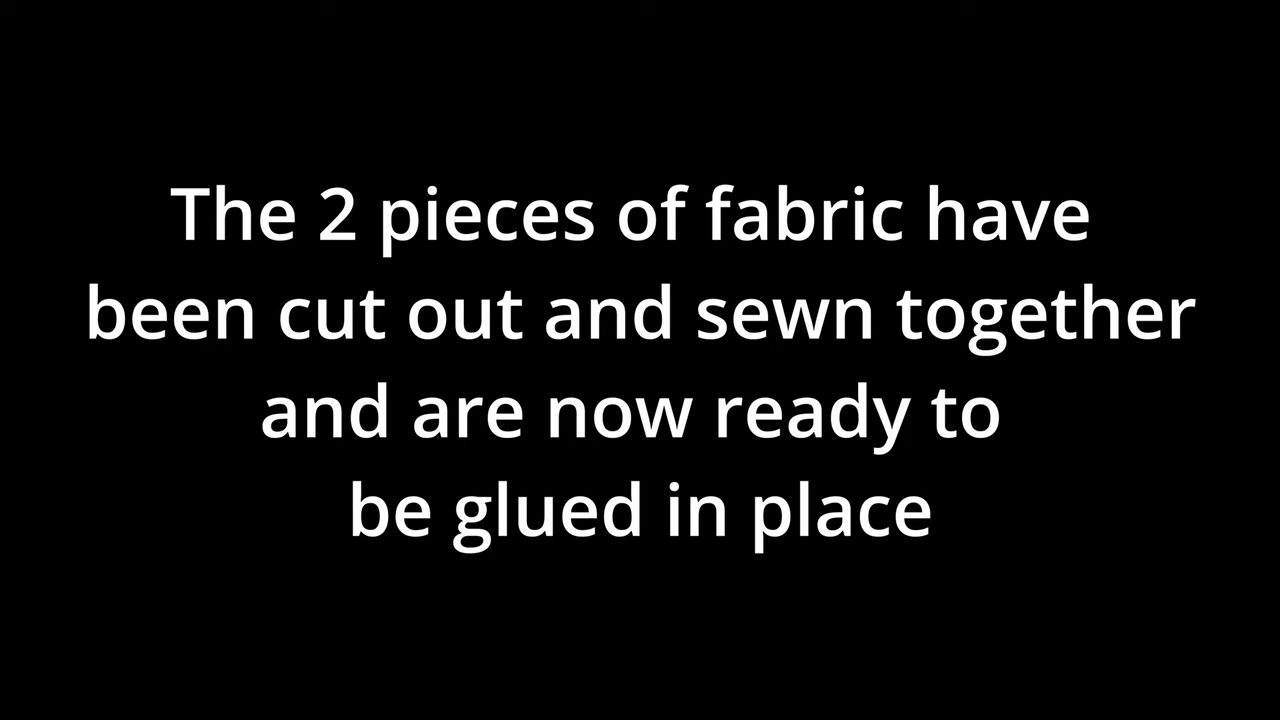 The 2 pieces of fabric have
been cut out and sewn together
and are now ready to
be glued in place